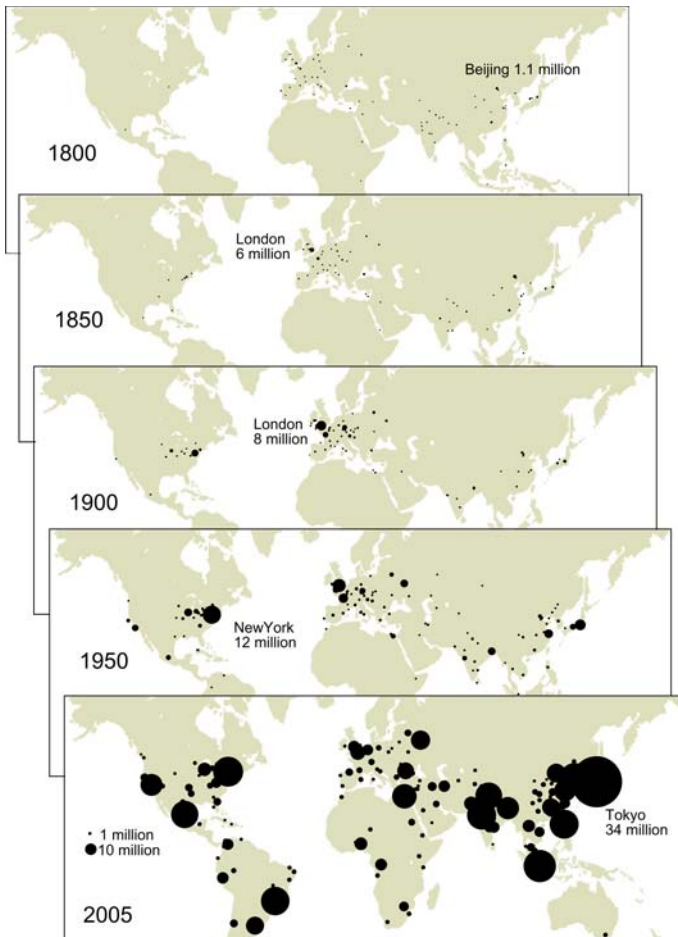 Beijing 1.1 million
1800
London
6 million
1850
London
8 million
1900
NewYork
12 million
1950
Tokyo
34 million
1 million
10 million
2005